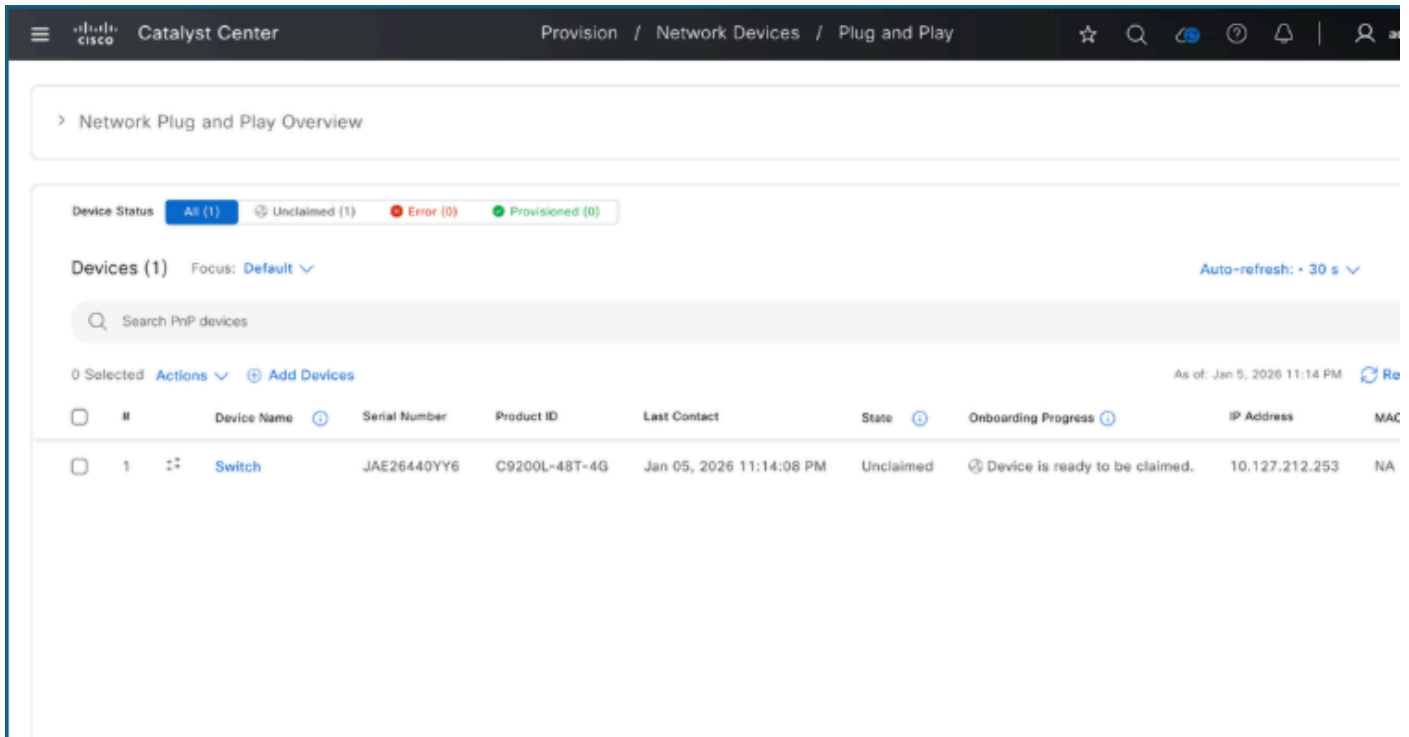 CISCO Catalyst Center Provision / Network Devices / Plug and Play
Network Plug and Play Overview
Device Status All (1) Unclaimed (1) Error (0) Provisioned (0)
Devices (1) Focus: Default Auto-refresh: • 30 s
Search PnP devices
0 Selected Actions Add Devices As of: Jan 5, 2026 11:14 PM Re
# Device Name Serial Number Product ID Last Contact State Onboarding Progress IP Address MAC
1 Switch JAE26440YY6 C9200L-48T-4G Jan 05, 2026 11:14:08 PM Unclaimed Device is ready to be claimed. 10.127.212.253 NA